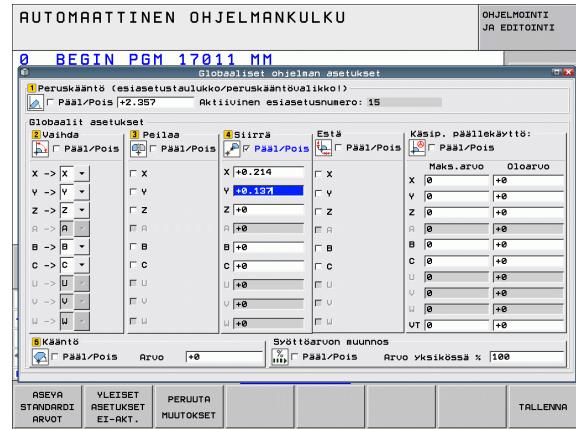 AUTOMAATTINEN OHJELMANKULKU
OHJELMOINTI
JA EDITOINTI
0 BEGIN PGM 17011 MM
Globaaliset ohjelman asetukset
1 Peruskääntö (esiasetustaulukko/peruskääntövalikko!)
Pääl/Pois +2.357 Aktiivinen esiasetusnumero: 15
Globaalit asetukset
2 Vaihda 3 Peilaa 4 Siirrä Estä Käsip. päällekäyttö:
Pääl/Pois Pääl/Pois Pääl/Pois Pääl/Pois Pääl/Pois
Maks.arvo Oloarvo
X -> X X X +0.214 X X 0 +0
Y -> Y Y Y +0.137 Y Y 0 +0
Z -> Z Z Z +0 Z Z 0 +0
A -> A A A +0 A A 0 +0
B -> B B B +0 B B 0 +0
C -> C C C +0 C C 0 +0
U -> U U U +0 U U 0 +0
V -> V V V +0 V V 0 +0
W -> W W W +0 W W 0 +0
VT 0 +0
5 Kääntö Syöttöarvon muunnos
Pääl/Pois Arvo +0 % Pääl/Pois Arvo yksikössä % 100
ASEYA
STANDARDI
ARVOT
YLEISET
ASETUKSET
EI-AKT.
PERUUTA
MUUTOKSET
TALLENNA